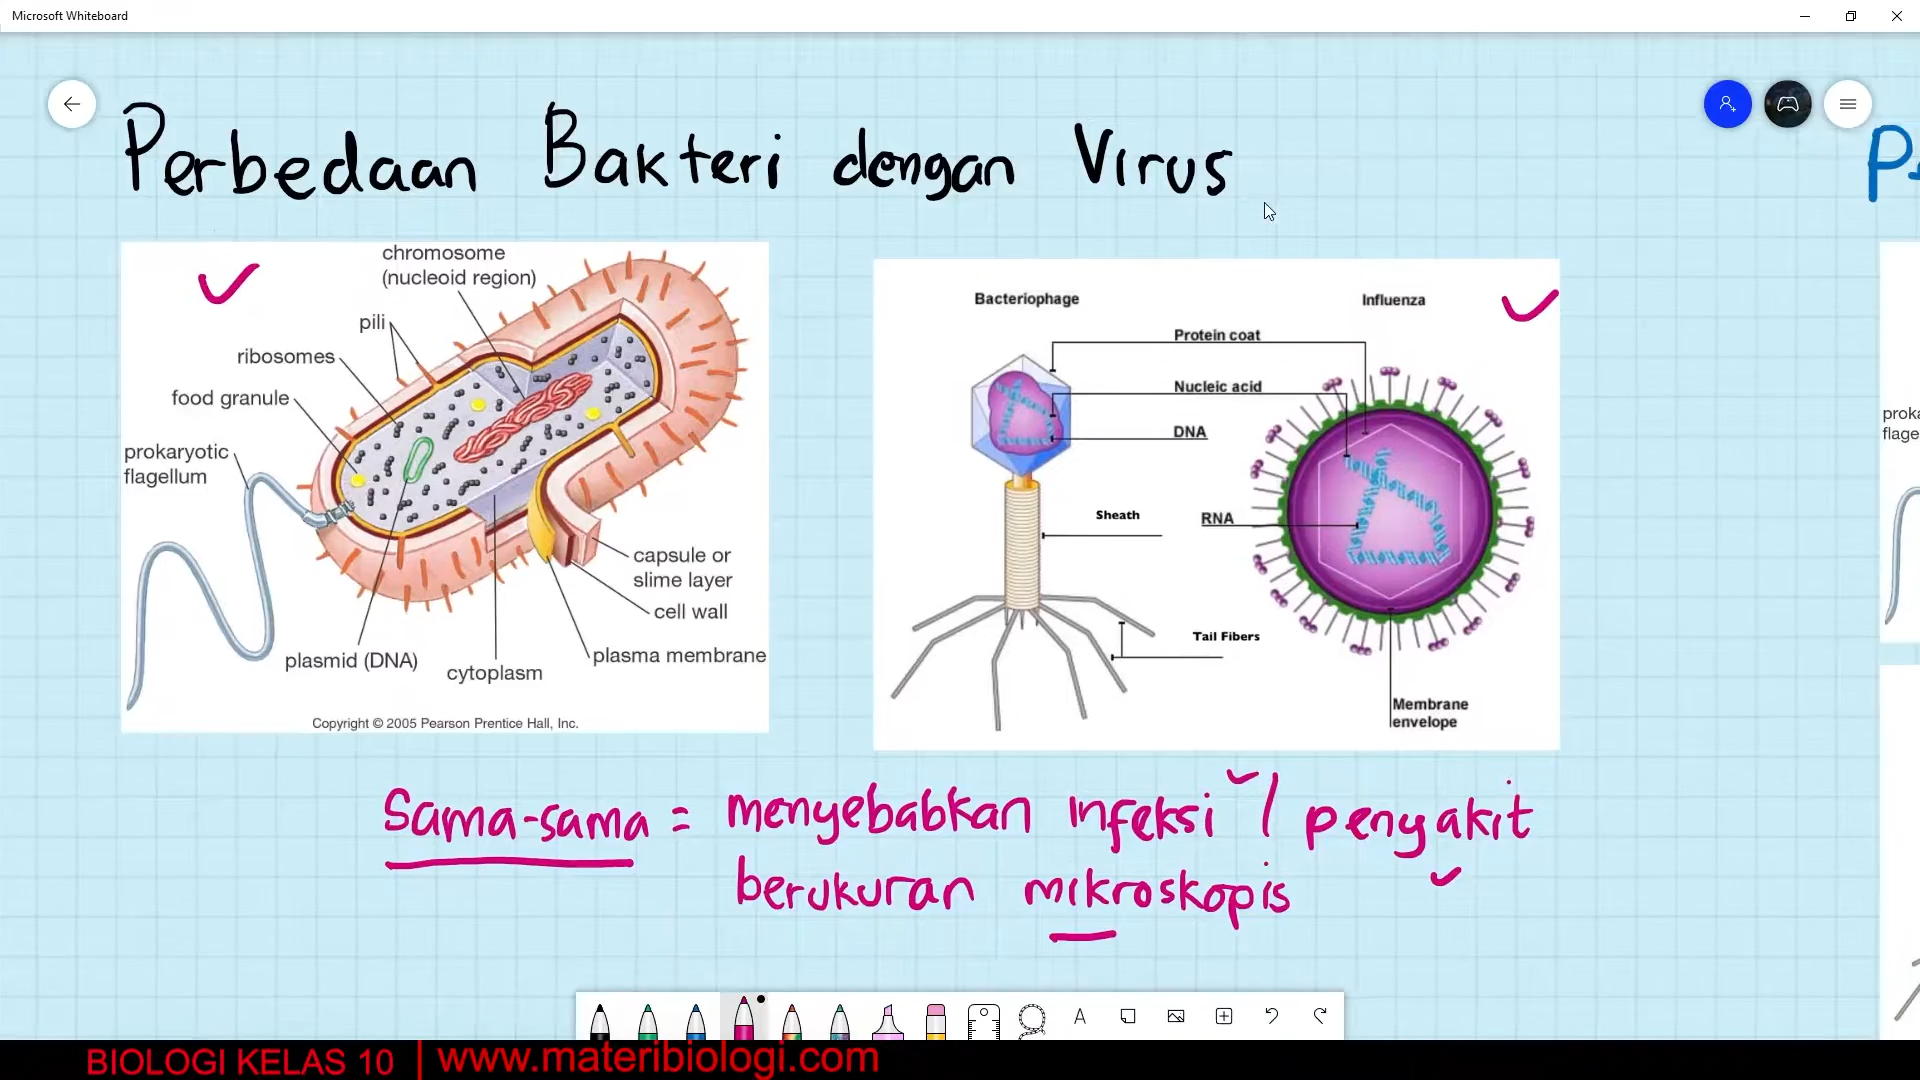 Microsoft Whiteboard
Perbedaan Bakteri dengan Virus
chromosome
(nucleoid region)
pili
ribosomes
food granule
prokaryotic
flagellum
capsule or
slime layer
cell wall
plasma membrane
plasmid (DNA)
cytoplasm
Copyright © 2005 Pearson Prentice Hall, Inc.
Bacteriophage
Influenza
Protein coat
Nucleic acid
DNA
Sheath
RNA
Tail Fibers
Membrane
envelope
Sama-sama = menyebabkan infeksi / penyakit
berukuran mikroskopis
BIOLOGI KELAS 10 | www.materibiologi.com